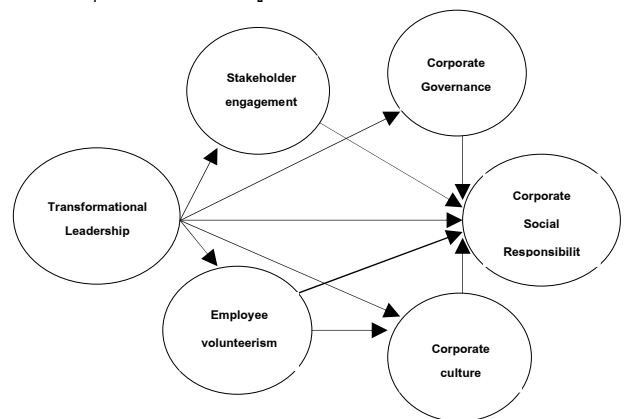 Stakeholder
engagement
Corporate
Governance
Transformational
Leadership
Corporate
Social
Responsibilit
Employee
volunteerism
Corporate
culture